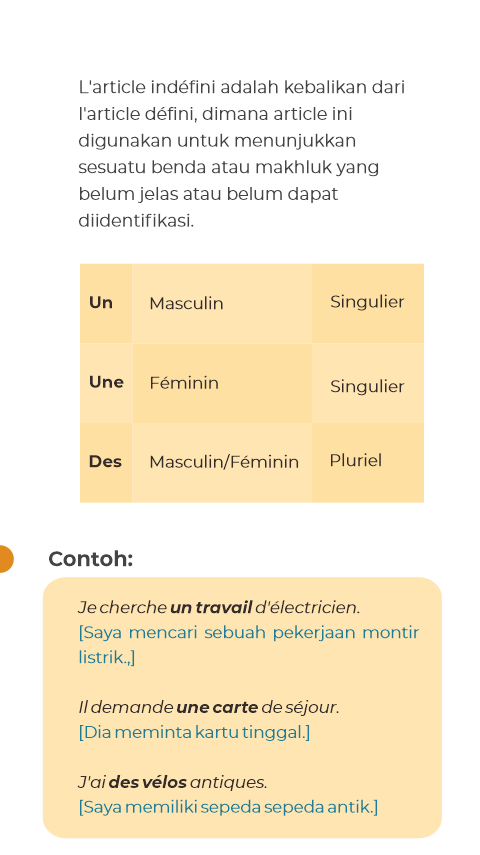 L'article indéfini adalah kebalikan dari
l'article défini, dimana article ini
digunakan untuk menunjukkan
sesuatu benda atau makhluk yang
belum jelas atau belum dapat
diidentifikasi.
Un Masculin Singulier
Une Féminin Singulier
Des Masculin/Féminin Pluriel
Contoh:
Je cherche un travail d'électricien.
[Saya mencari sebuah pekerjaan montir
listrik.,]
Il demande une carte de séjour.
[Dia meminta kartu tinggal.]
J'ai des vélos antiques.
[Saya memiliki sepeda sepeda antik.]